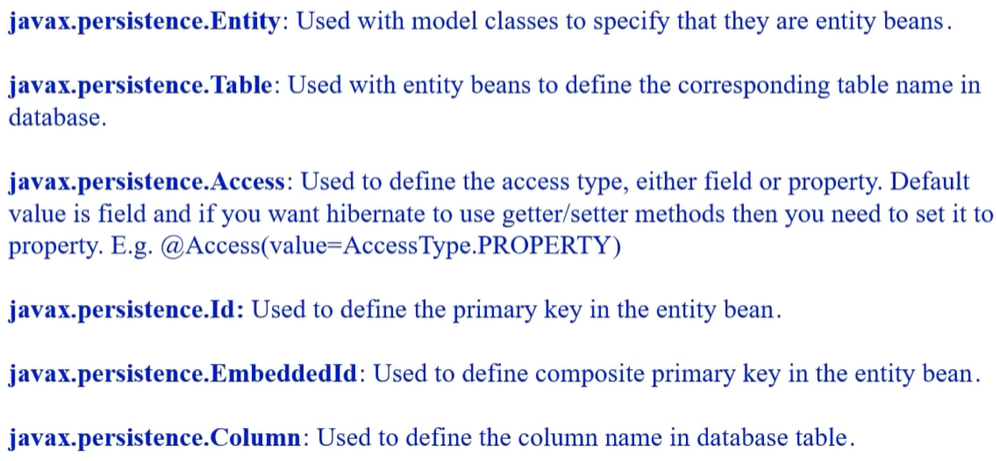 javax.persistence.Entity: Used with model classes to specify that they are entity beans.
javax.persistence.Table: Used with entity beans to define the corresponding table name in
database.
javax.persistence.Access: Used to define the access type, either field or property. Default
value is field and if you want hibernate to use getter/setter methods then you need to set it to
property. E.g. @Access(value=AccessType.PROPERTY)
javax.persistence.Id: Used to define the primary key in the entity bean.
javax.persistence.EmbeddedId: Used to define composite primary key in the entity bean.
javax.persistence.Column: Used to define the column name in database table.